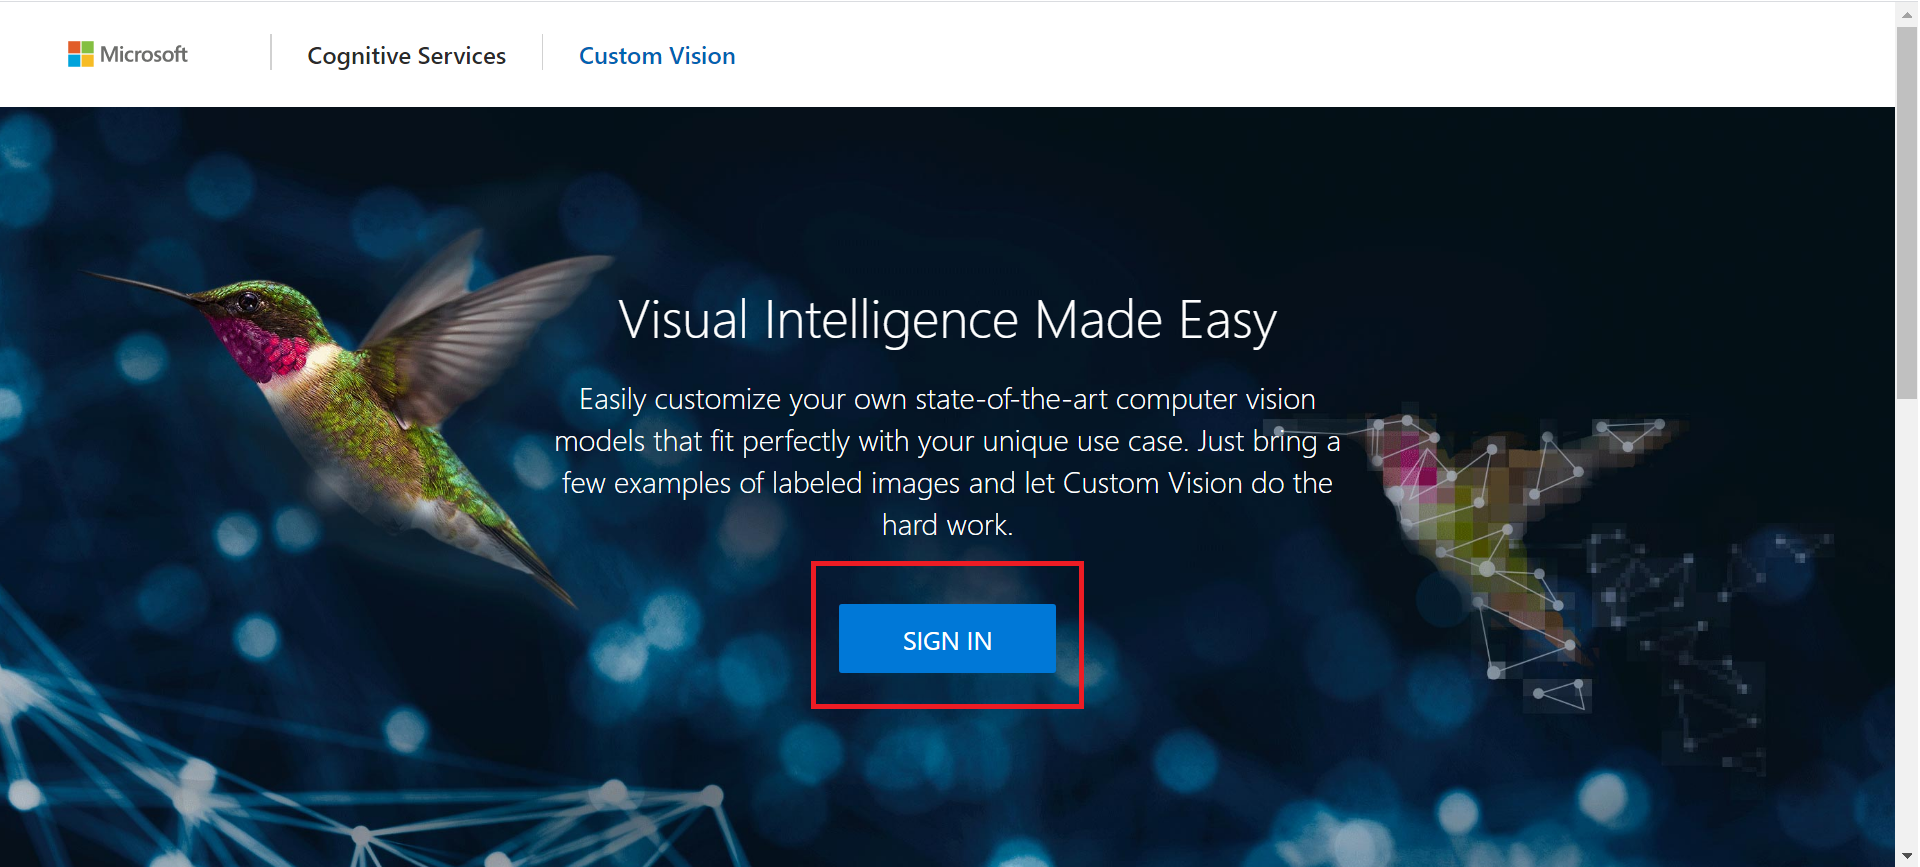 Microsoft
Cognitive Services
Custom Vision
Visual Intelligence Made Easy
Easily customize your own state-of-the-art computer vision
models that fit perfectly with your unique use case. Just bring a
few examples of labeled images and let Custom Vision do the
hard work.
SIGN IN